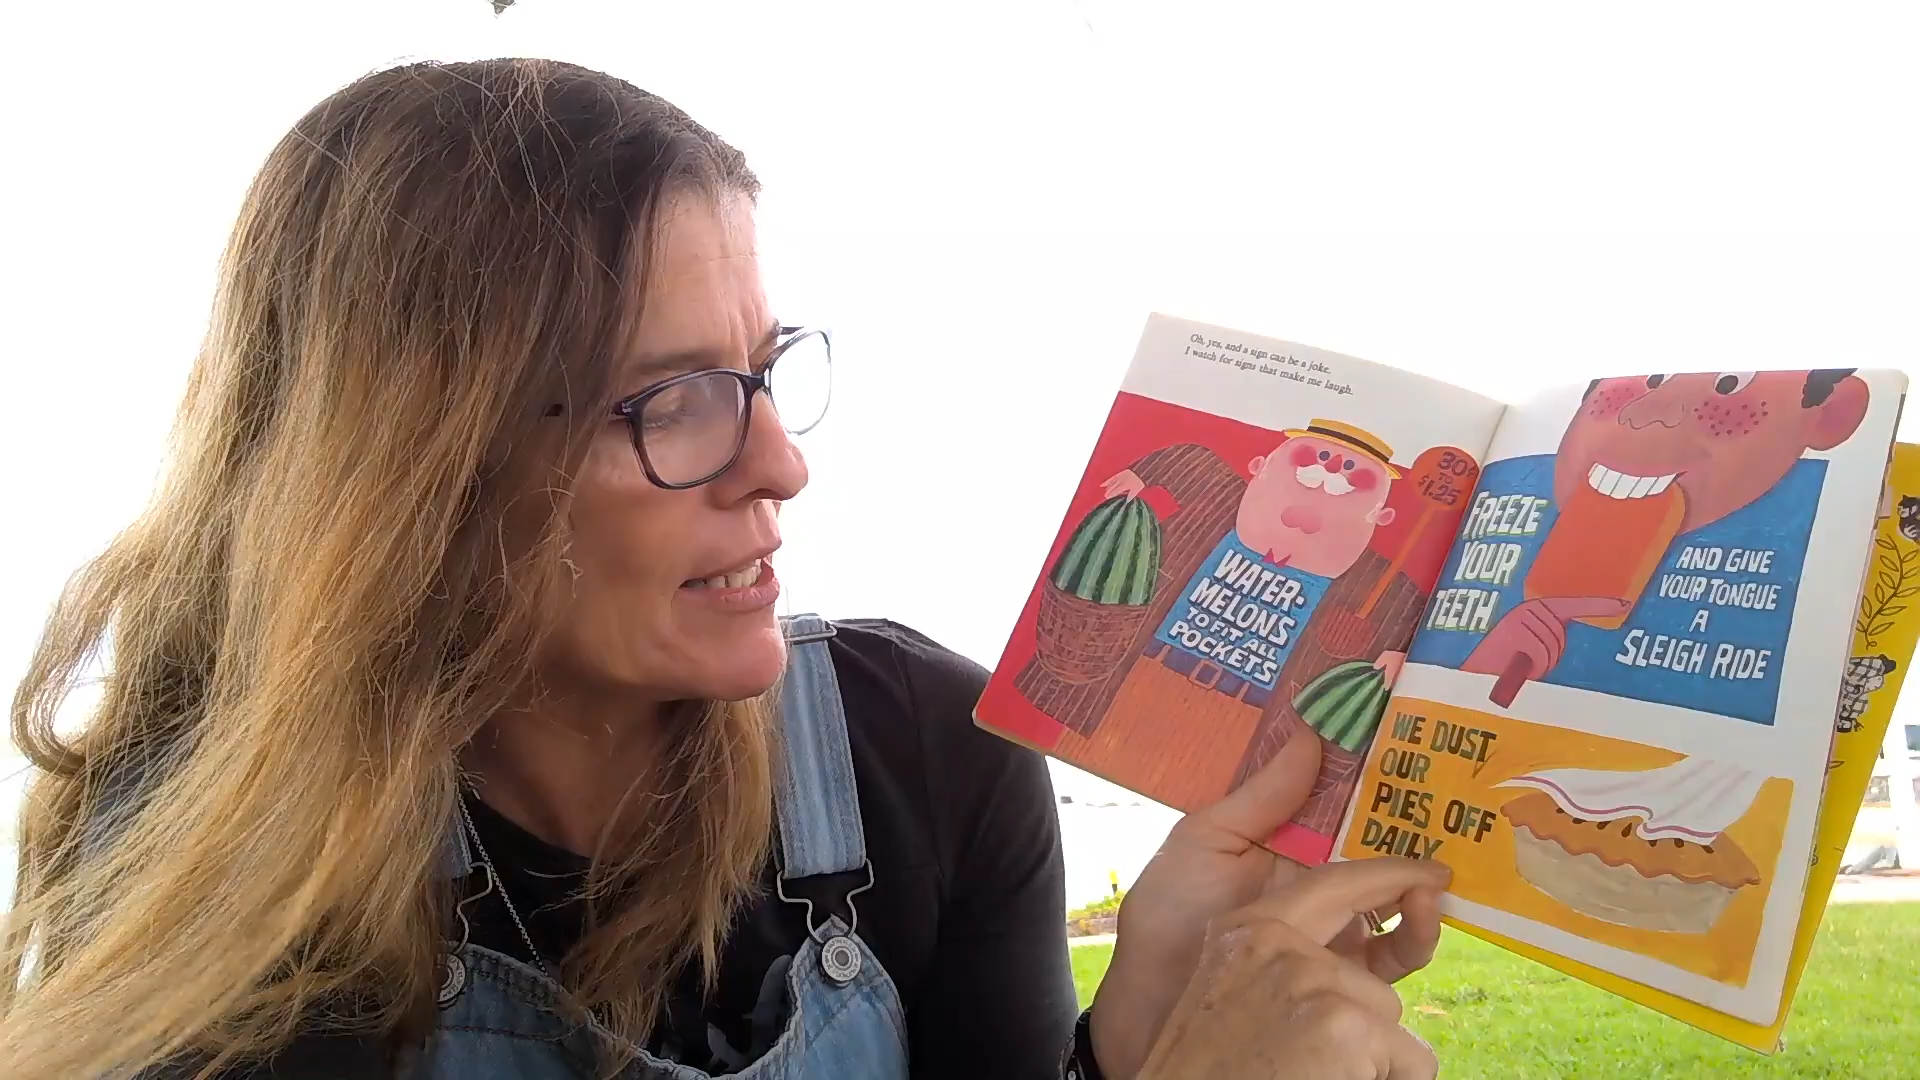 Oh, yes, and a sign can be a joke.
I watch for signs that make me laugh.
30¢
TO
$1.25
WATER-
MELONS
TO FIT ALL
POCKETS
FREEZE
YOUR
TEETH
AND GIVE
YOUR TONGUE
A
SLEIGH RIDE
WE DUST
OUR
PIES OFF
DAILY